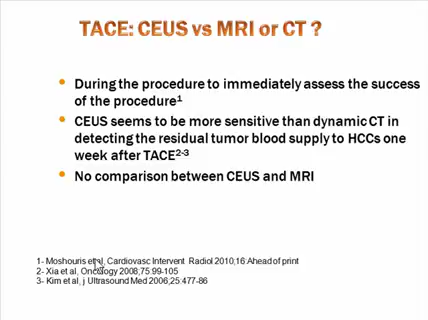 TACE: CEUS vs MRI or CT ?
• During the procedure to immediately assess the success
of the procedure1
• CEUS seems to be more sensitive than dynamic CT in
detecting the residual tumor blood supply to HCCs one
week after TACE2-3
• No comparison between CEUS and MRI
1- Moshouris et al, Cardiovasc Intervent Radiol 2010;16:Ahead of print
2- Xia et al, Oncology 2008;75:99-105
3- Kim et al, j Ultrasound Med 2006;25:477-86